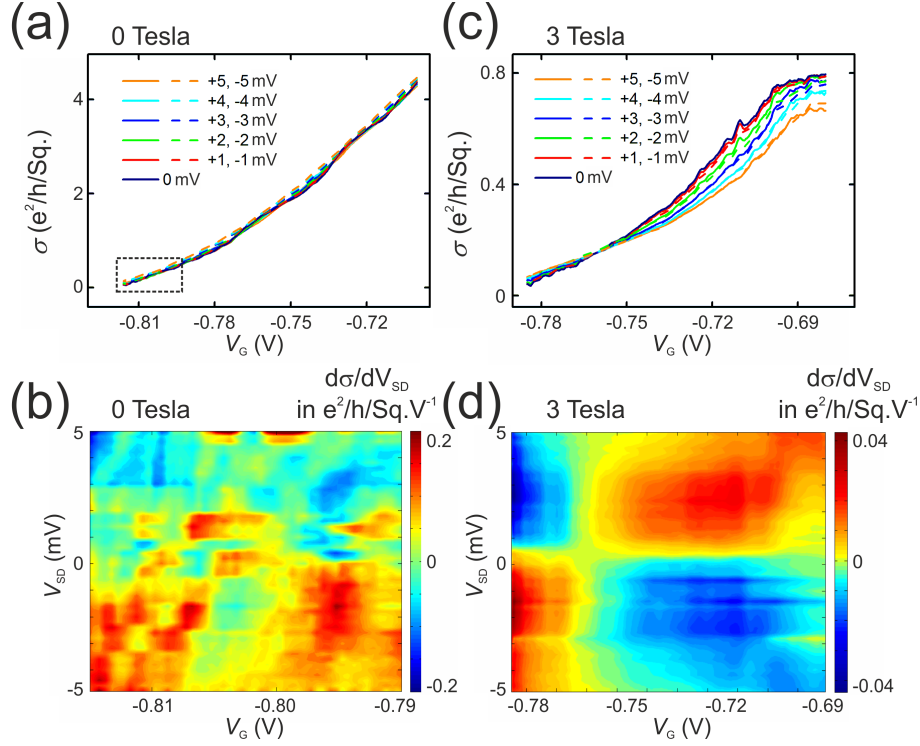 (a) 0 Tesla
+5, -5 mV
+4, -4 mV
+3, -3 mV
+2, -2 mV
+1, -1 mV
0 mV
4
2
0
σ (e²/h/Sq.)
-0.81 -0.78 -0.75 -0.72
V_G (V)
(c) 3 Tesla
+5, -5 mV
+4, -4 mV
+3, -3 mV
+2, -2 mV
+1, -1 mV
0 mV
0.8
0.4
0
σ (e²/h/Sq.)
-0.78 -0.75 -0.72 -0.69
V_G (V)
(b) 0 Tesla
dσ/dV_SD
in e²/h/Sq.V⁻¹
5
0
-5
V_SD (mV)
-0.81 -0.80 -0.79
V_G (V)
0.2
0
-0.2
(d) 3 Tesla
dσ/dV_SD
in e²/h/Sq.V⁻¹
5
0
-5
V_SD (mV)
-0.78 -0.75 -0.72 -0.69
V_G (V)
0.04
0
-0.04